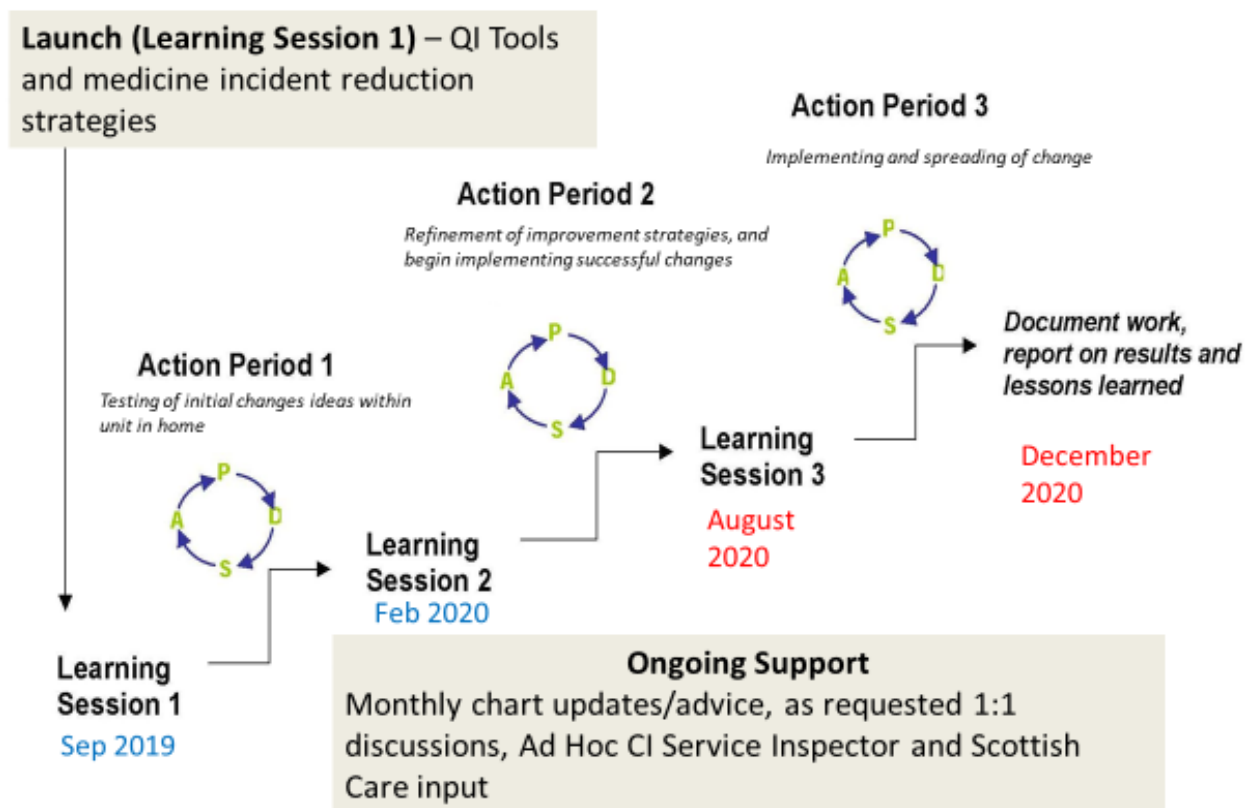 Launch (Learning Session 1) – QI Tools
and medicine incident reduction
strategies
Action Period 3
Implementing and spreading of change
P
D
S
A
Action Period 2
Refinement of improvement strategies, and
begin implementing successful changes
P
D
S
A
Action Period 1
Testing of initial changes ideas within
unit in home
P
D
S
A
Learning
Session 1
Sep 2019
Learning
Session 2
Feb 2020
Learning
Session 3
August
2020
Document work,
report on results and
lessons learned
December
2020
Ongoing Support
Monthly chart updates/advice, as requested 1:1
discussions, Ad Hoc CI Service Inspector and Scottish
Care input